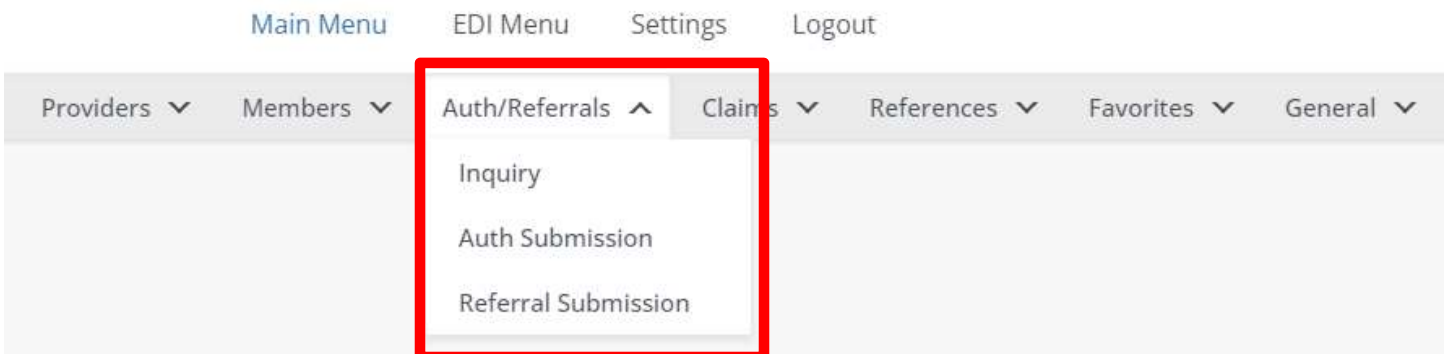 Main Menu EDI Menu Settings Logout
Providers Members Auth/Referrals Claims References Favorites General
Inquiry
Auth Submission
Referral Submission